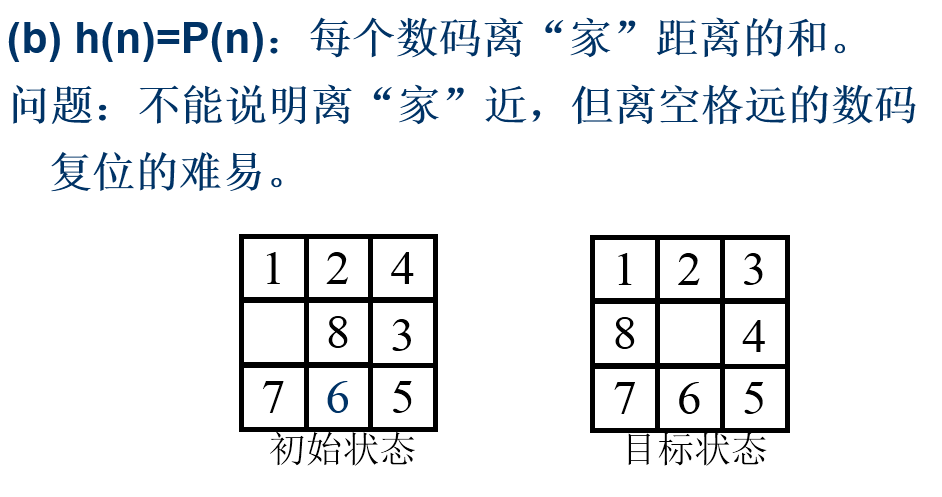 (b) h(n)=P(n)：每个数码离“家”距离的和。
问题：不能说明离“家”近，但离空格远的数码
复位的难易。
1 2 4
8 3
7 6 5
初始状态
1 2 3
8 4
7 6 5
目标状态